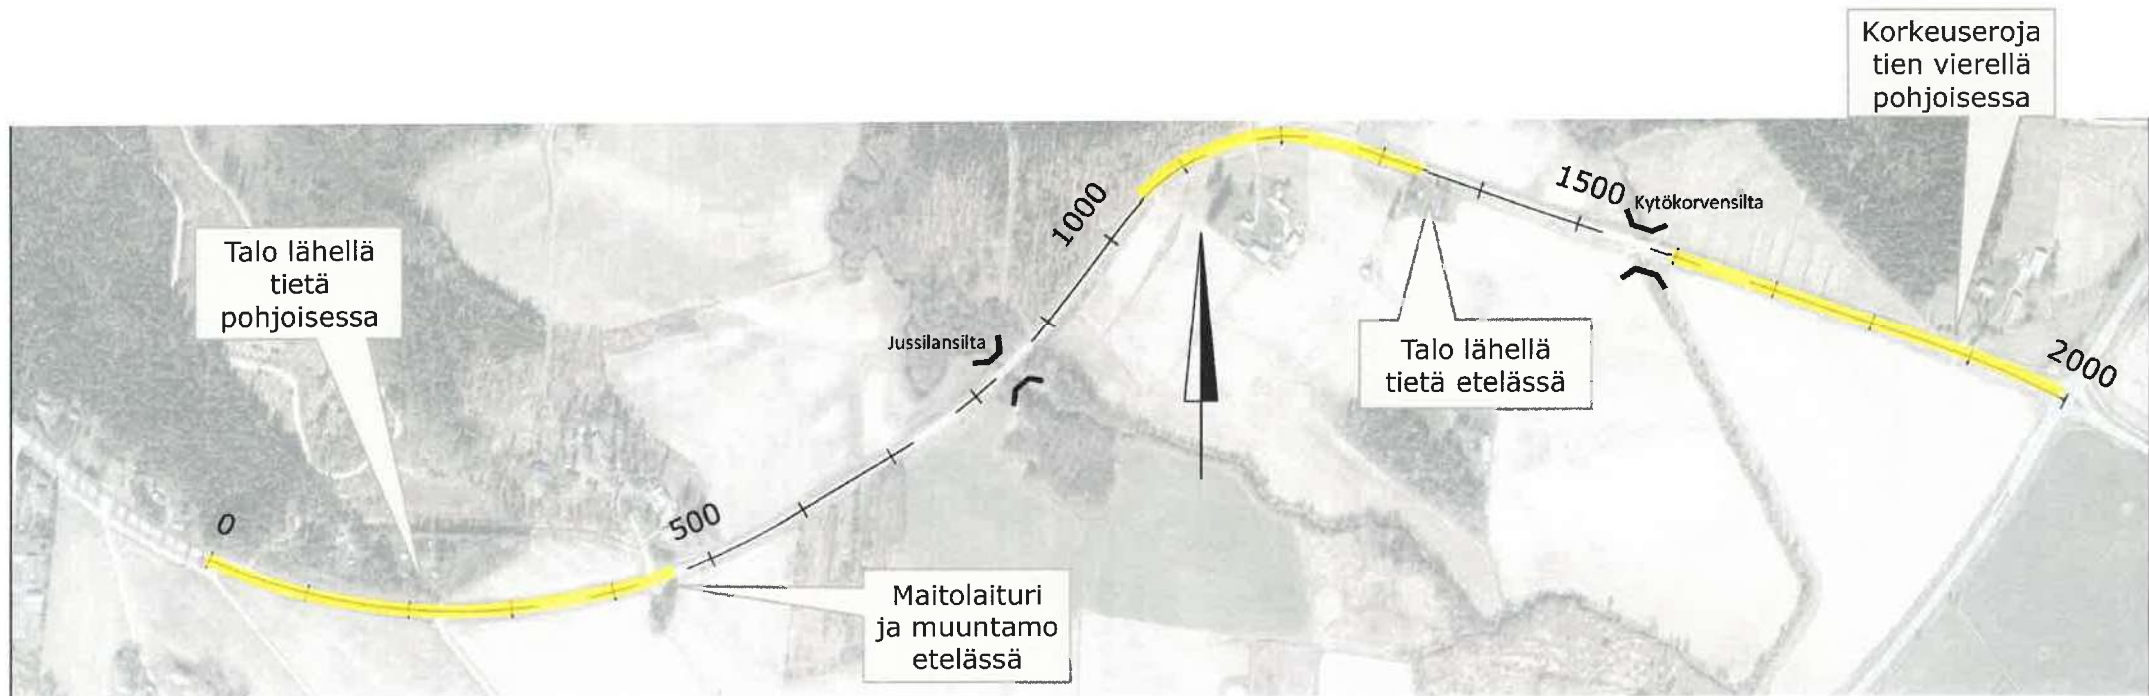 Korkeuseroja
tien vierellä
pohjoisessa
1500
Kytökorvensilta
1000
Talo lähellä
tietä
pohjoisessa
Jussilansilta
Talo lähellä
tietä etelässä
2000
0
500
Maitolaituri
ja muuntamo
etelässä